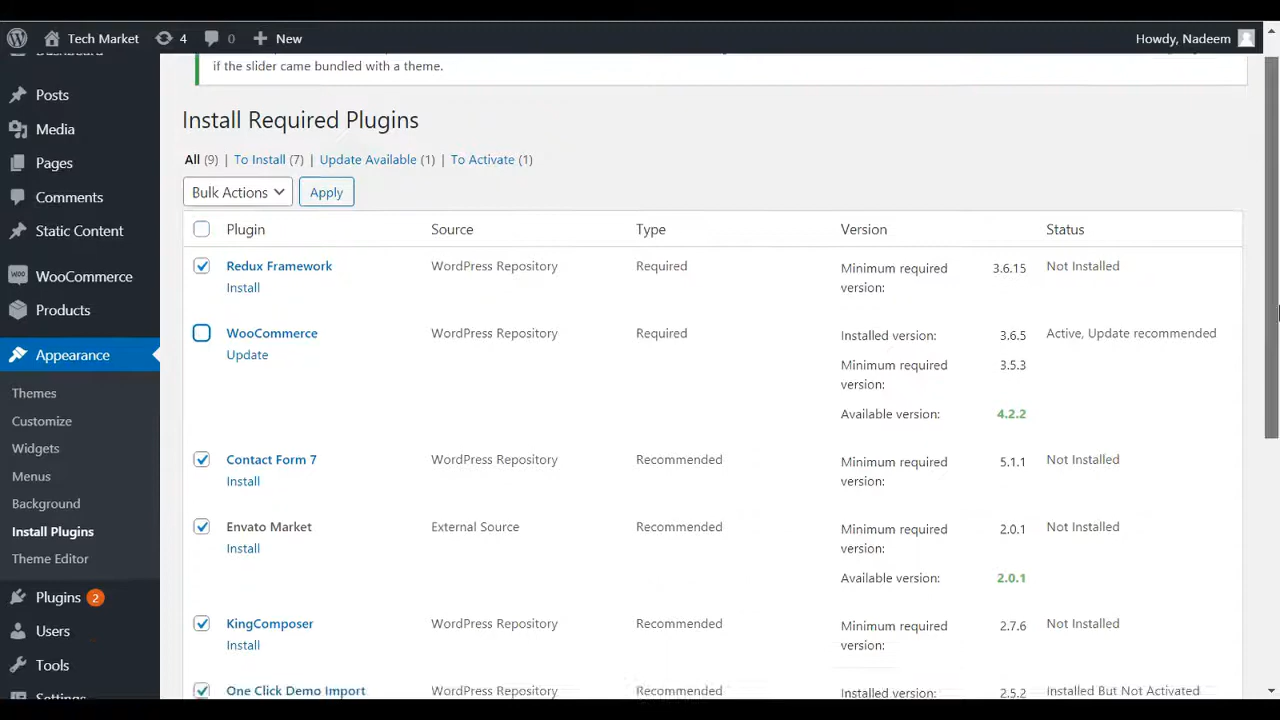 Tech Market 4 0 New Howdy, Nadeem
Dashboard
if the slider came bundled with a theme.
Posts
Media
Pages
Comments
Static Content
WOO WooCommerce
Products
Appearance
Themes
Customize
Widgets
Menus
Background
Install Plugins
Theme Editor
Plugins 2
Users
Tools
Settings
Install Required Plugins
All (9) | To Install (7) | Update Available (1) | To Activate (1)
Bulk Actions Apply
Plugin Source Type Version Status
Redux Framework WordPress Repository Required Minimum required 3.6.15 Not Installed
Install version:
WooCommerce WordPress Repository Required Installed version: 3.6.5 Active, Update recommended
Update Minimum required 3.5.3
version:
Available version: 4.2.2
Contact Form 7 WordPress Repository Recommended Minimum required 5.1.1 Not Installed
Install version:
Envato Market External Source Recommended Minimum required 2.0.1 Not Installed
Install version:
Available version: 2.0.1
KingComposer WordPress Repository Recommended Minimum required 2.7.6 Not Installed
Install version:
One Click Demo Import WordPress Repository Recommended Installed version: 2.5.2 Installed But Not Activated